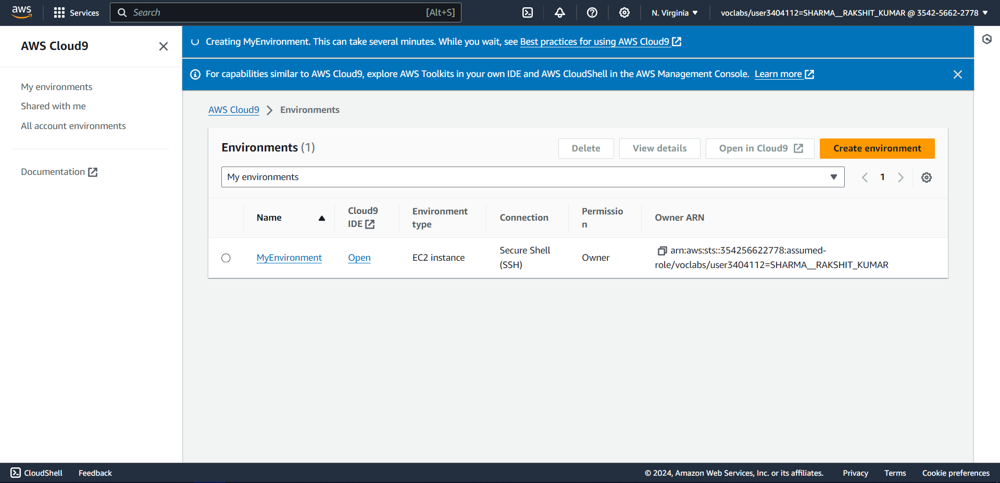 aws
Services
Search
[Alt+S]
N. Virginia
voclabs/user3404112=SHARMA__RAKSHIT_KUMAR @ 3542-5662-2778
AWS Cloud9
My environments
Shared with me
All account environments
Documentation
Creating MyEnvironment. This can take several minutes. While you wait, see Best practices for using AWS Cloud9
For capabilities similar to AWS Cloud9, explore AWS Toolkits in your own IDE and AWS CloudShell in the AWS Management Console. Learn more
AWS Cloud9 > Environments
Environments (1)
Delete
View details
Open in Cloud9
Create environment
My environments
1
Name
Cloud9
IDE
Environment
type
Connection
Permissio
n
Owner ARN
MyEnvironment
Open
EC2 instance
Secure Shell
(SSH)
Owner
arn:aws:sts::354256622778:assumed-
role/voclabs/user3404112=SHARMA__RAKSHIT_KUMAR
CloudShell
Feedback
© 2024, Amazon Web Services, Inc. or its affiliates.
Privacy
Terms
Cookie preferences